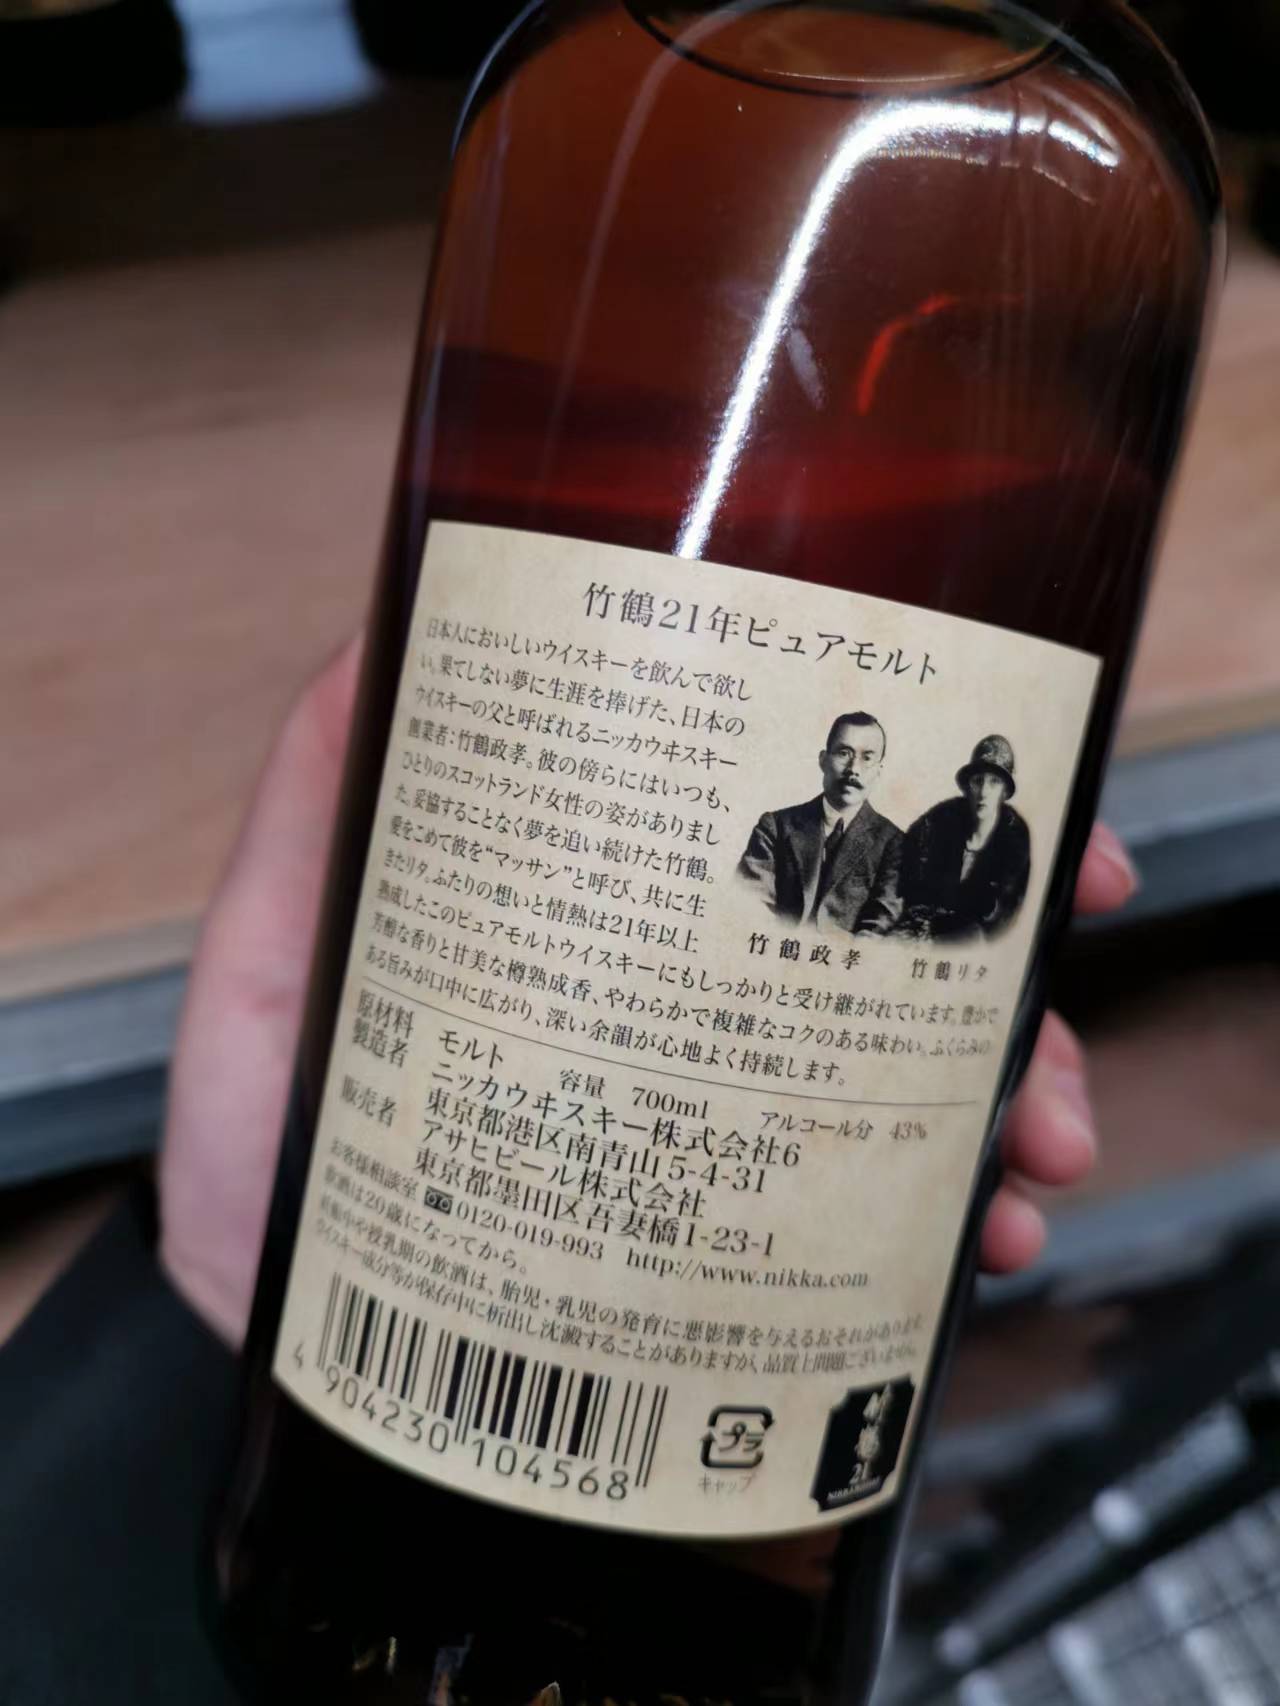 竹鶴21年ピュアモルト
日本人においしいウイスキーを飲んで欲し
い。果てしない夢に生涯を捧げた、日本の
ウイスキーの父と呼ばれるニッカウヰスキー
創業者：竹鶴政孝。彼の傍らにはいつも、
ひとりのスコットランド女性の姿がありまし
た。妥協することなく夢を追い続けた竹鶴。
愛をこめて彼を“マッサン”と呼び、共に生
きたリタ。ふたりの想いと情熱は21年以上
熟成したこのピュアモルトウイスキーにもしっかりと受け継がれています。豊かで
芳醇な香りと甘美な樽熟成香、やわらかで複雑なコクのある味わい。ふくらみの
ある旨みが口中に広がり、深い余韻が心地よく持続します。
竹鶴政孝
竹鶴リタ
原材料 モルト 容量 700ml アルコール分 43%
製造者 ニッカウヰスキー株式会社6
東京都港区南青山5-4-31
販売者 アサヒビール株式会社
東京都墨田区吾妻橋1-23-1
お客様相談室 0120-019-993 http://www.nikka.com
飲酒は20歳になってから。
妊娠中や授乳期の飲酒は、胎児・乳児の発育に悪影響を与えるおそれがあります。
ウイスキー成分等が保存中に析出し沈澱することがありますが、品質上問題ございません。
4 904230 104568
プラ
キャップ
竹鶴
21